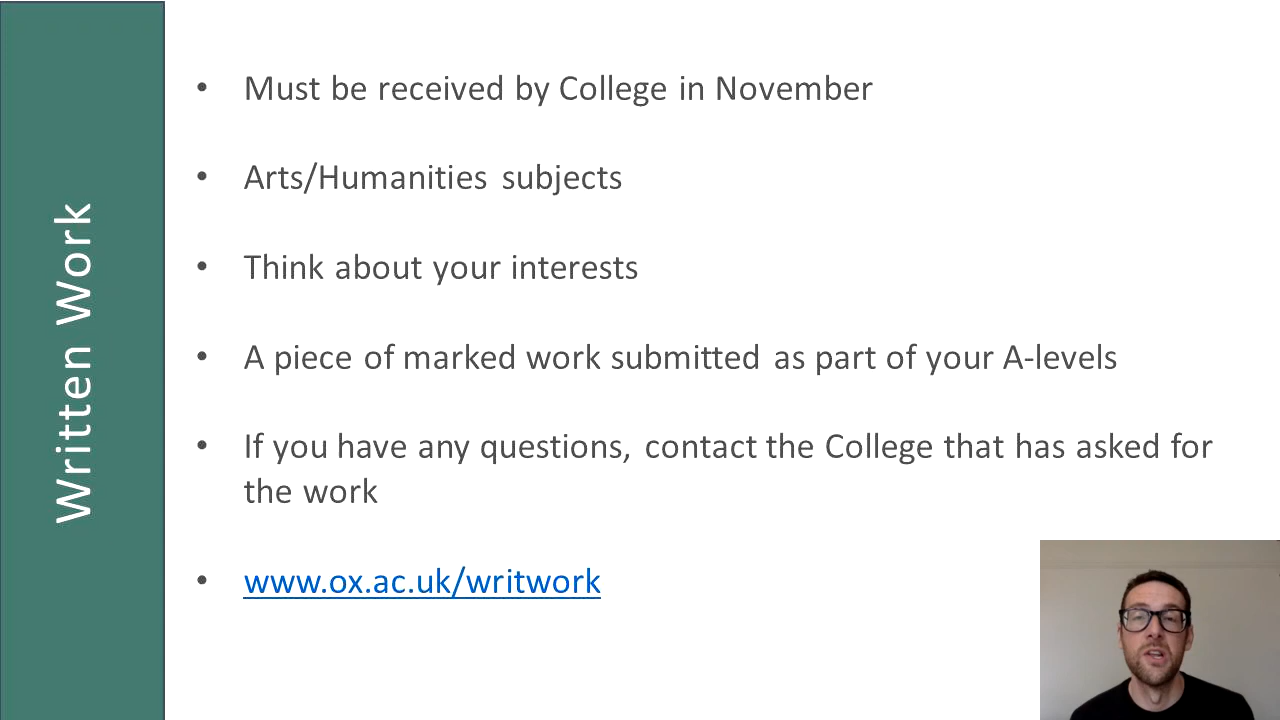 Written Work
• Must be received by College in November
• Arts/Humanities subjects
• Think about your interests
• A piece of marked work submitted as part of your A-levels
• If you have any questions, contact the College that has asked for
the work
• www.ox.ac.uk/writwork